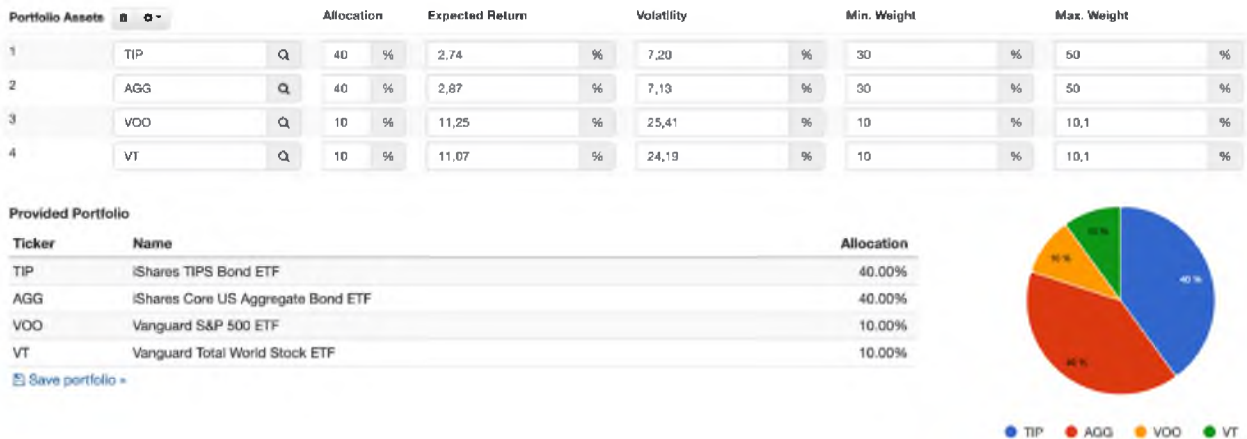 Portfolio Assets Allocation Expected Return Volatility Min. Weight Max. Weight
1 TIP 40 % 2,74 % 7,20 % 30 % 50 %
2 AGG 40 % 2,87 % 7,13 % 30 % 50 %
3 VOO 10 % 11,25 % 25,41 % 10 % 10,1 %
4 VT 10 % 11,07 % 24,19 % 10 % 10,1 %
Provided Portfolio
Ticker Name Allocation
TIP iShares TIPS Bond ETF 40.00%
AGG iShares Core US Aggregate Bond ETF 40.00%
VOO Vanguard S&P 500 ETF 10.00%
VT Vanguard Total World Stock ETF 10.00%
Save portfolio »
10 %
10 %
40 %
40 %
TIP AGG VOO VT